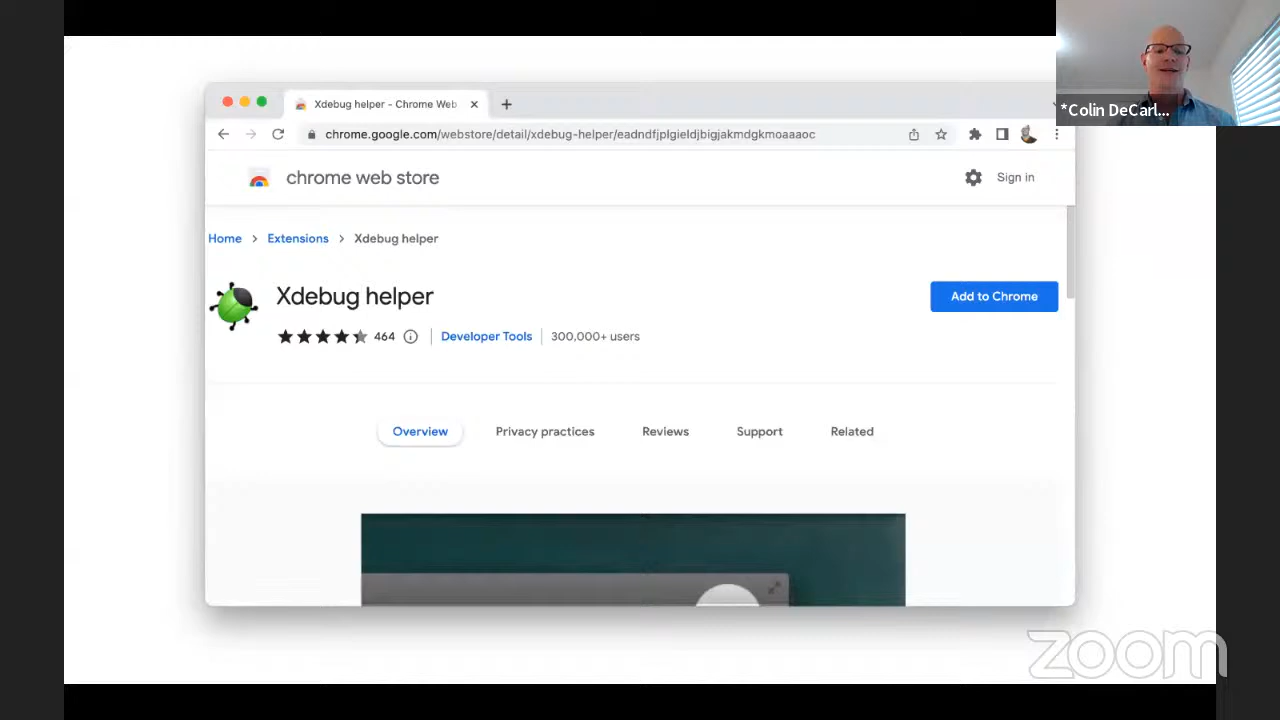 *Colin DeCarl...
Xdebug helper - Chrome Web
chrome.google.com/webstore/detail/xdebug-helper/eadndfjplgieldjbigjakmdgkmoaaaoc
chrome web store
Sign in
Home > Extensions > Xdebug helper
Xdebug helper
Add to Chrome
464
Developer Tools
300,000+ users
Overview
Privacy practices
Reviews
Support
Related
zoom